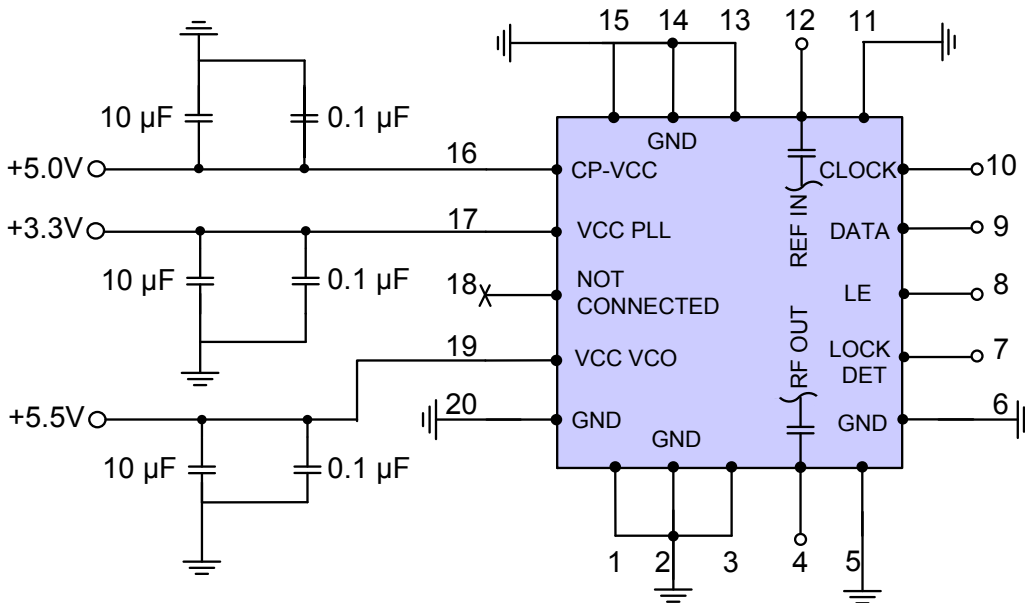 15
14
13
12
11
10 µF
0.1 µF
GND
+5.0V
16
CP-VCC
REF IN
CLOCK
10
+3.3V
17
VCC PLL
DATA
9
10 µF
0.1 µF
18
NOT
CONNECTED
LE
8
19
VCC VCO
RF OUT
LOCK
DET
7
+5.5V
20
GND
GND
GND
6
10 µF
0.1 µF
1
2
3
4
5